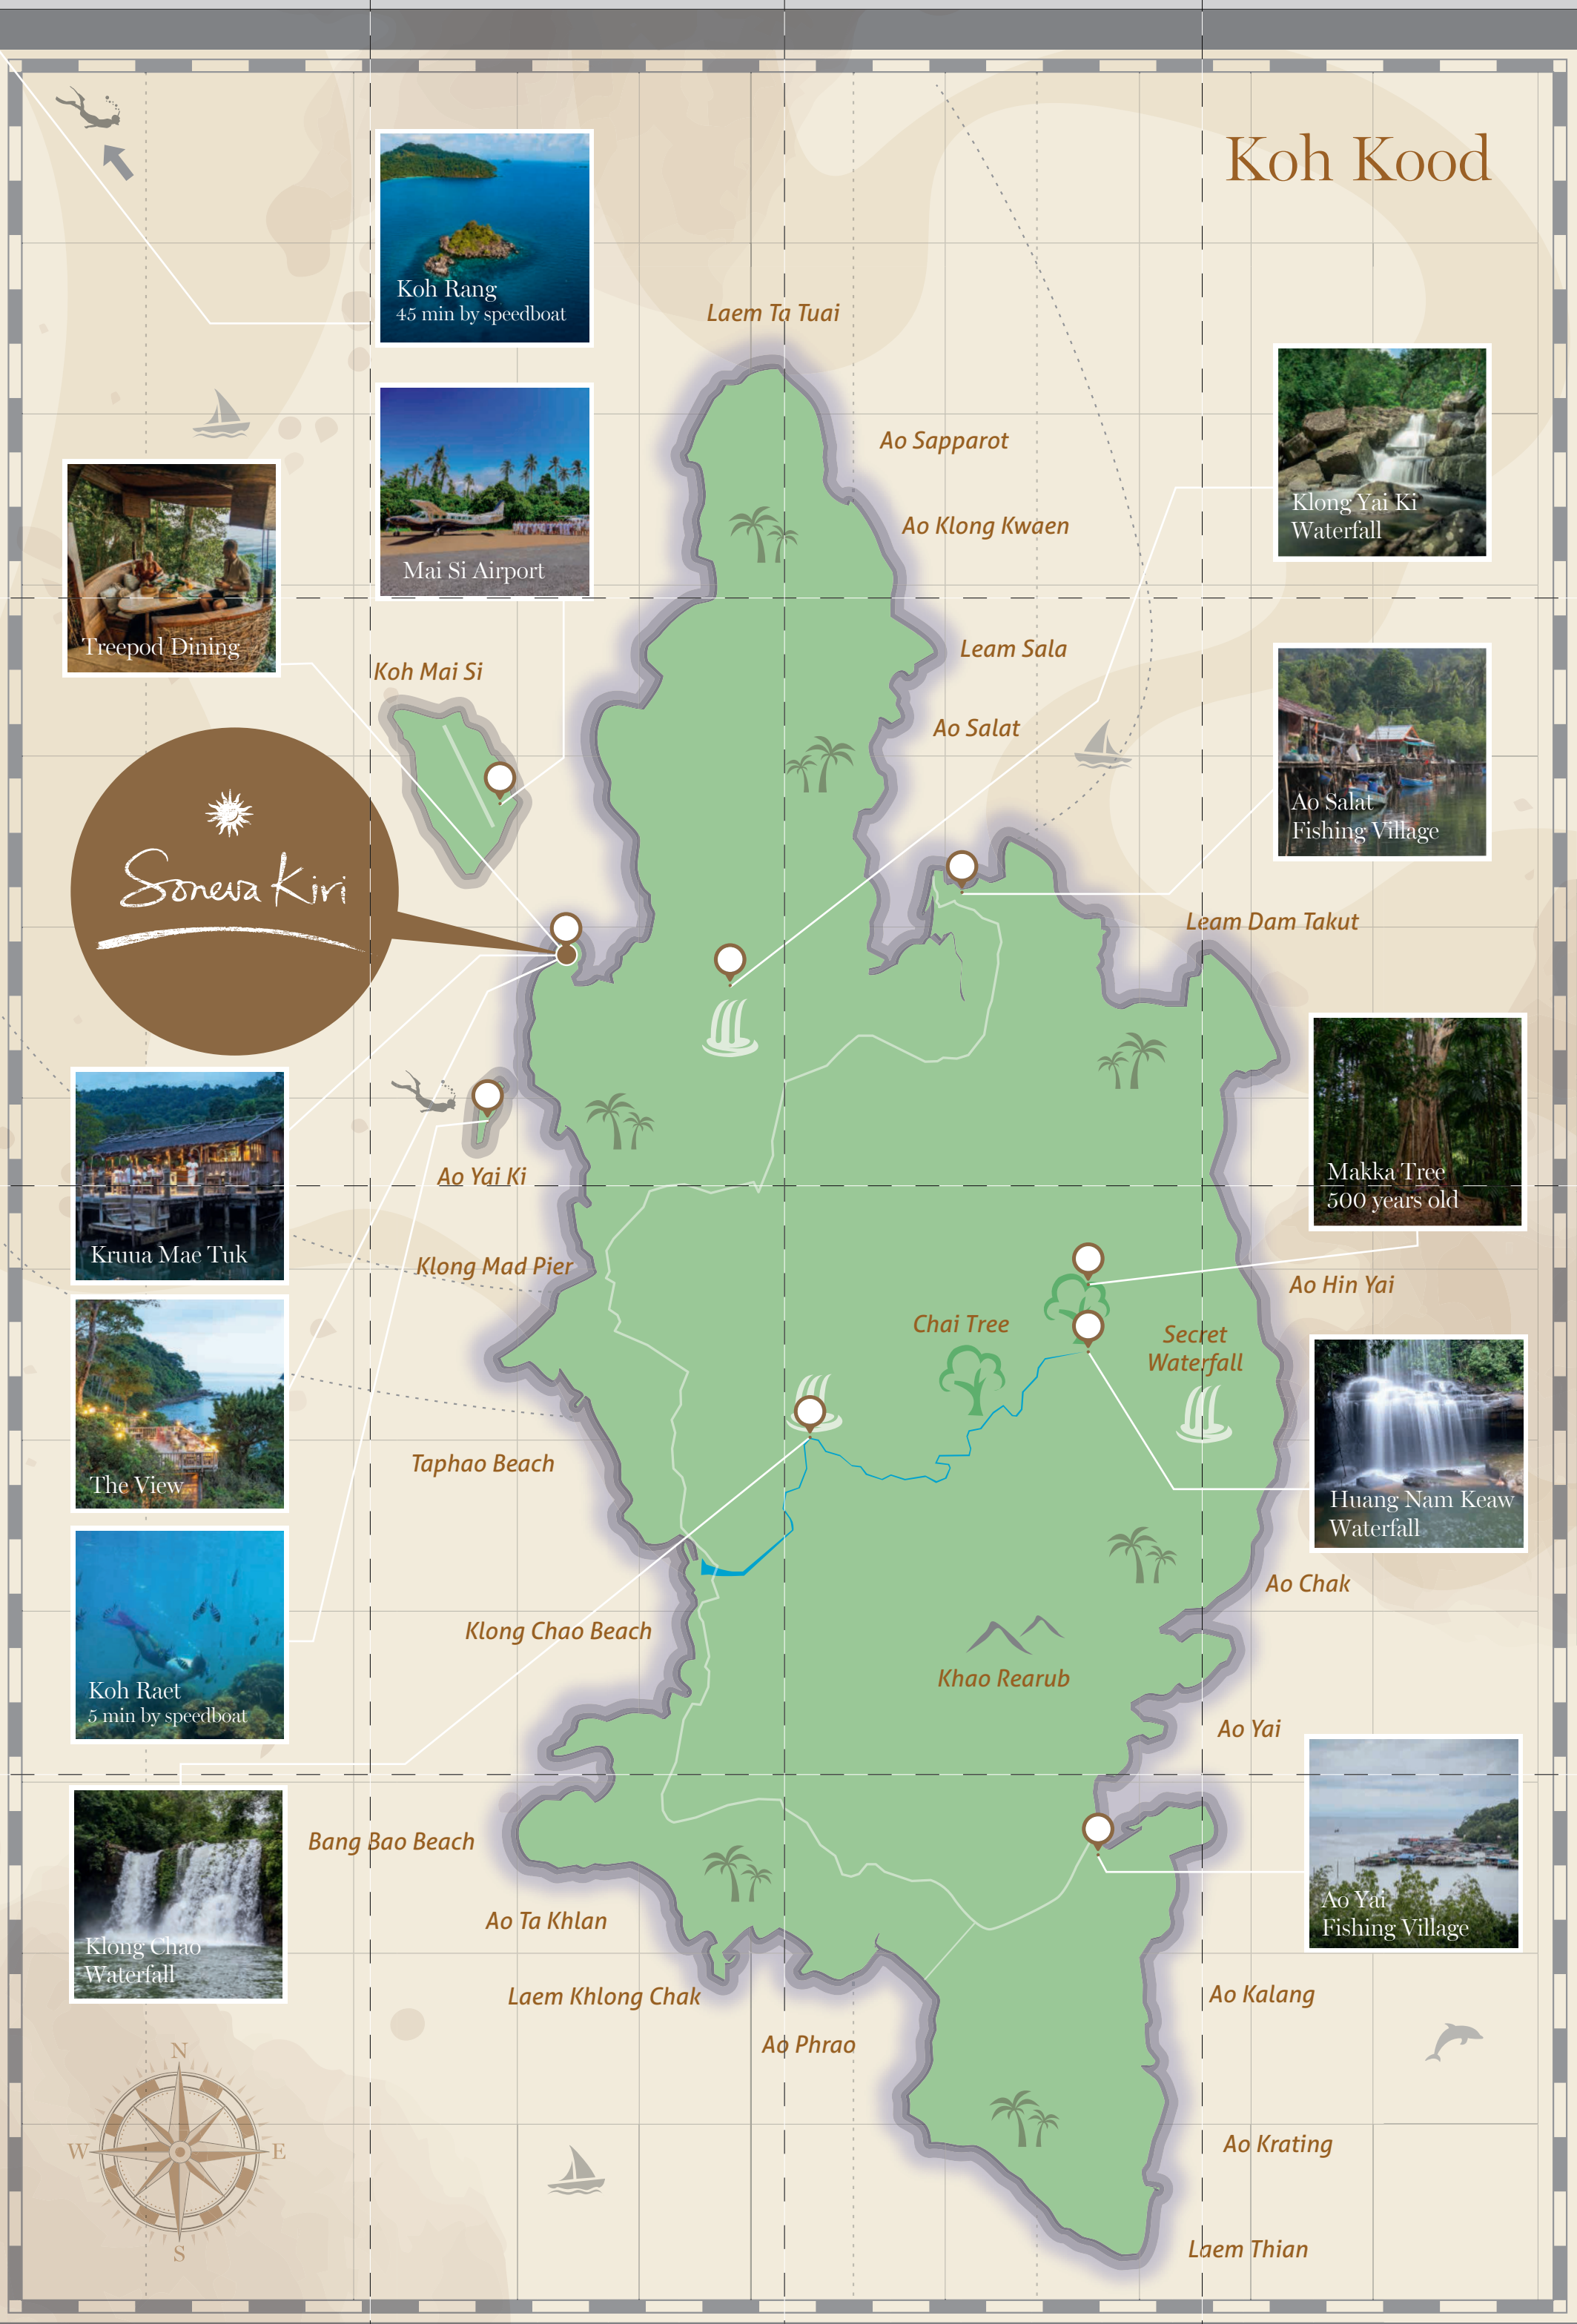 Koh Kood
Koh Rang
45 min by speedboat
Laem Ta Tuai
Mai Si Airport
Ao Sapparot
Klong Yai Ki
Waterfall
Ao Klong Kwaen
Treepod Dining
Koh Mai Si
Leam Sala
Ao Salat
Ao Salat
Fishing Village
Soneva Kiri
Leam Dam Takut
Kruua Mae Tuk
Ao Yai Ki
Makka Tree
500 years old
Klong Mad Pier
Ao Hin Yai
Chai Tree
Secret
Waterfall
The View
Taphao Beach
Huang Nam Keaw
Waterfall
Ao Chak
Klong Chao Beach
Khao Rearub
Koh Raet
5 min by speedboat
Ao Yai
Bang Bao Beach
Ao Yai
Fishing Village
Klong Chao
Waterfall
Ao Ta Khlan
Laem Khlong Chak
Ao Kalang
Ao Phrao
N
W
E
S
Ao Krating
Laem Thian